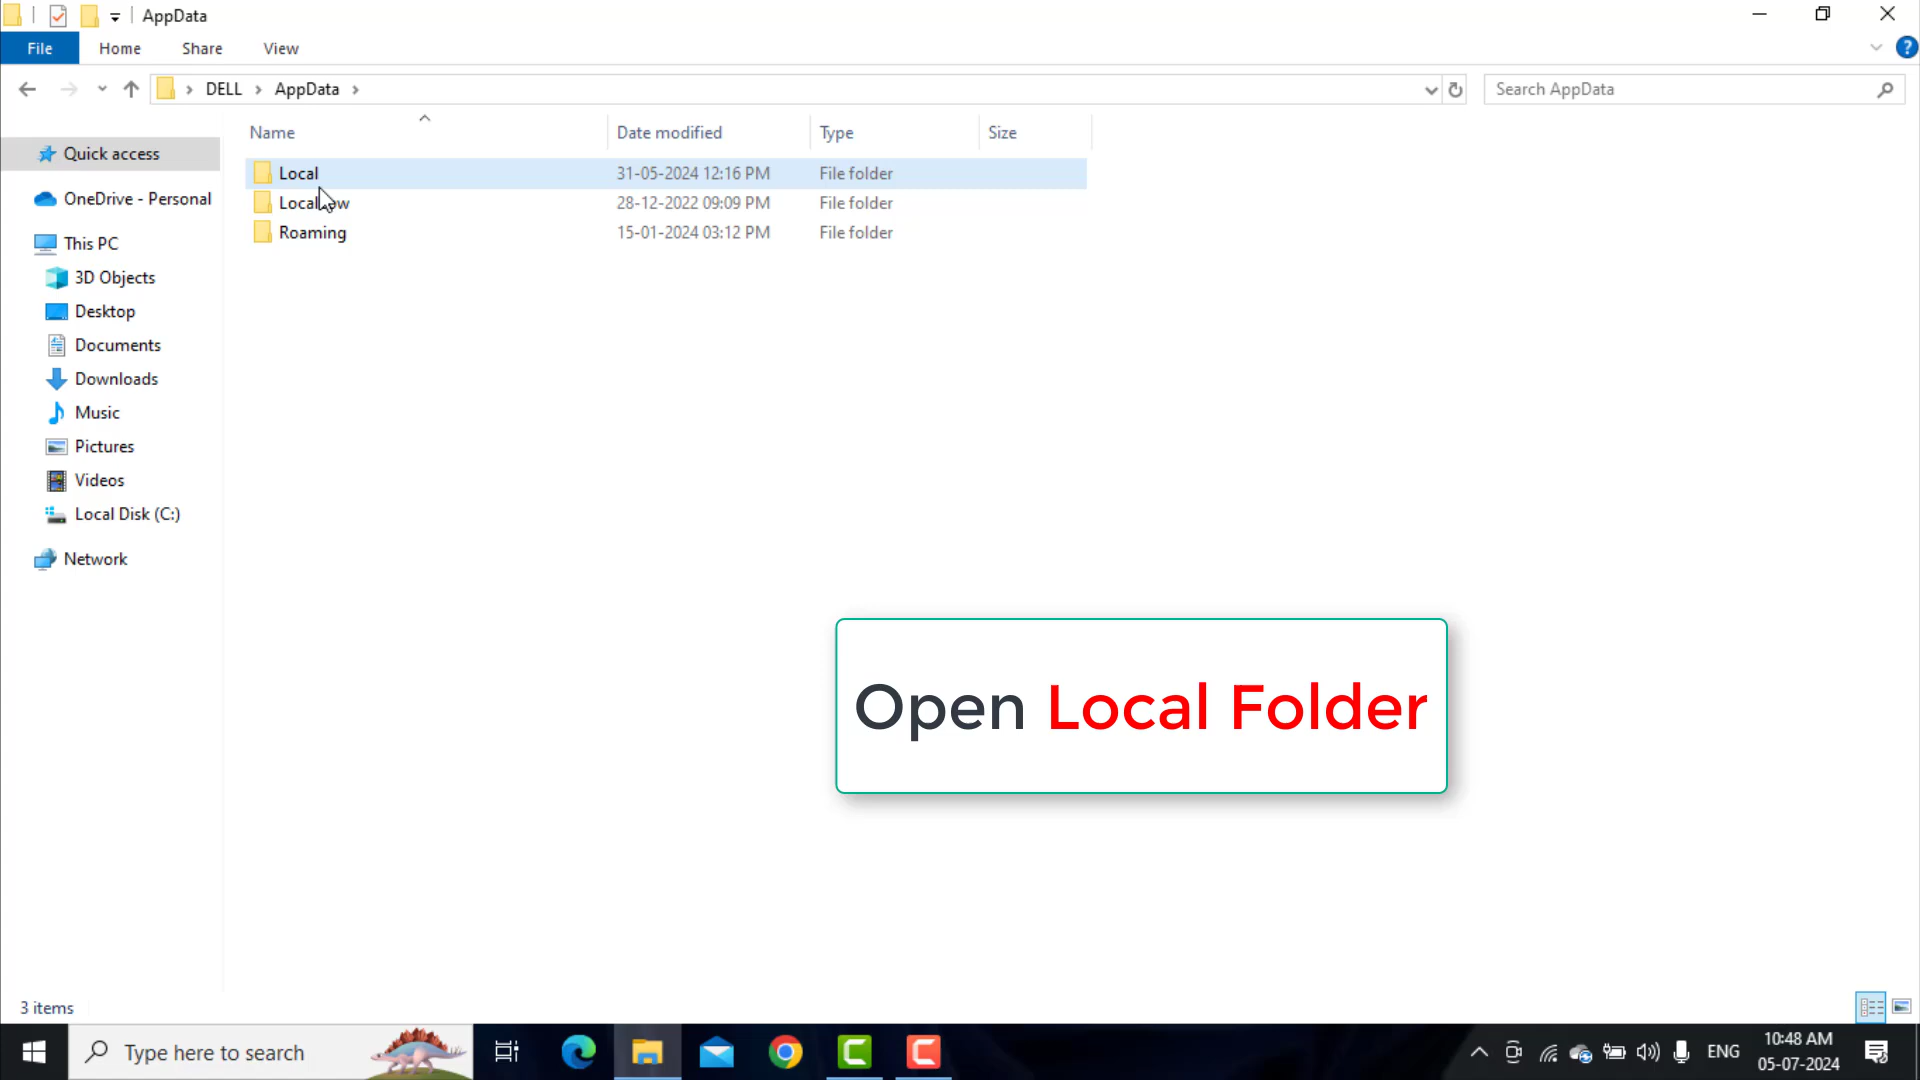 AppData
File Home Share View
DELL AppData
Search AppData
Name Date modified Type Size
Quick access
OneDrive - Personal
This PC
3D Objects
Desktop
Documents
Downloads
Music
Pictures
Videos
Local Disk (C:)
Network
Local 31-05-2024 12:16 PM File folder
28-12-2022 09:09 PM File folder
Roaming 15-01-2024 03:12 PM File folder
Open Local Folder
3 items
Type here to search
ENG
10:48 AM
05-07-2024